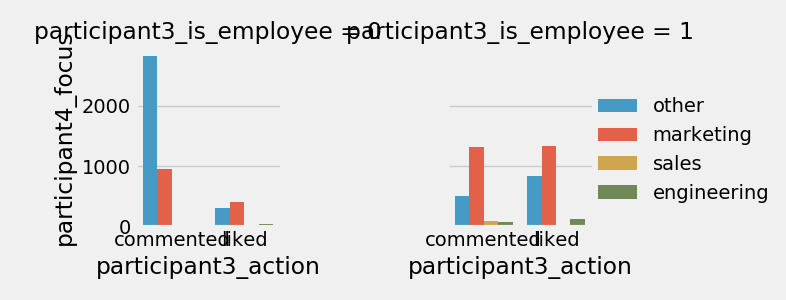 participant3_is_employee = 0
participant3_is_employee = 1
participant4_focus
2000
1000
0
commented
liked
commented
liked
participant3_action
participant3_action
other
marketing
sales
engineering